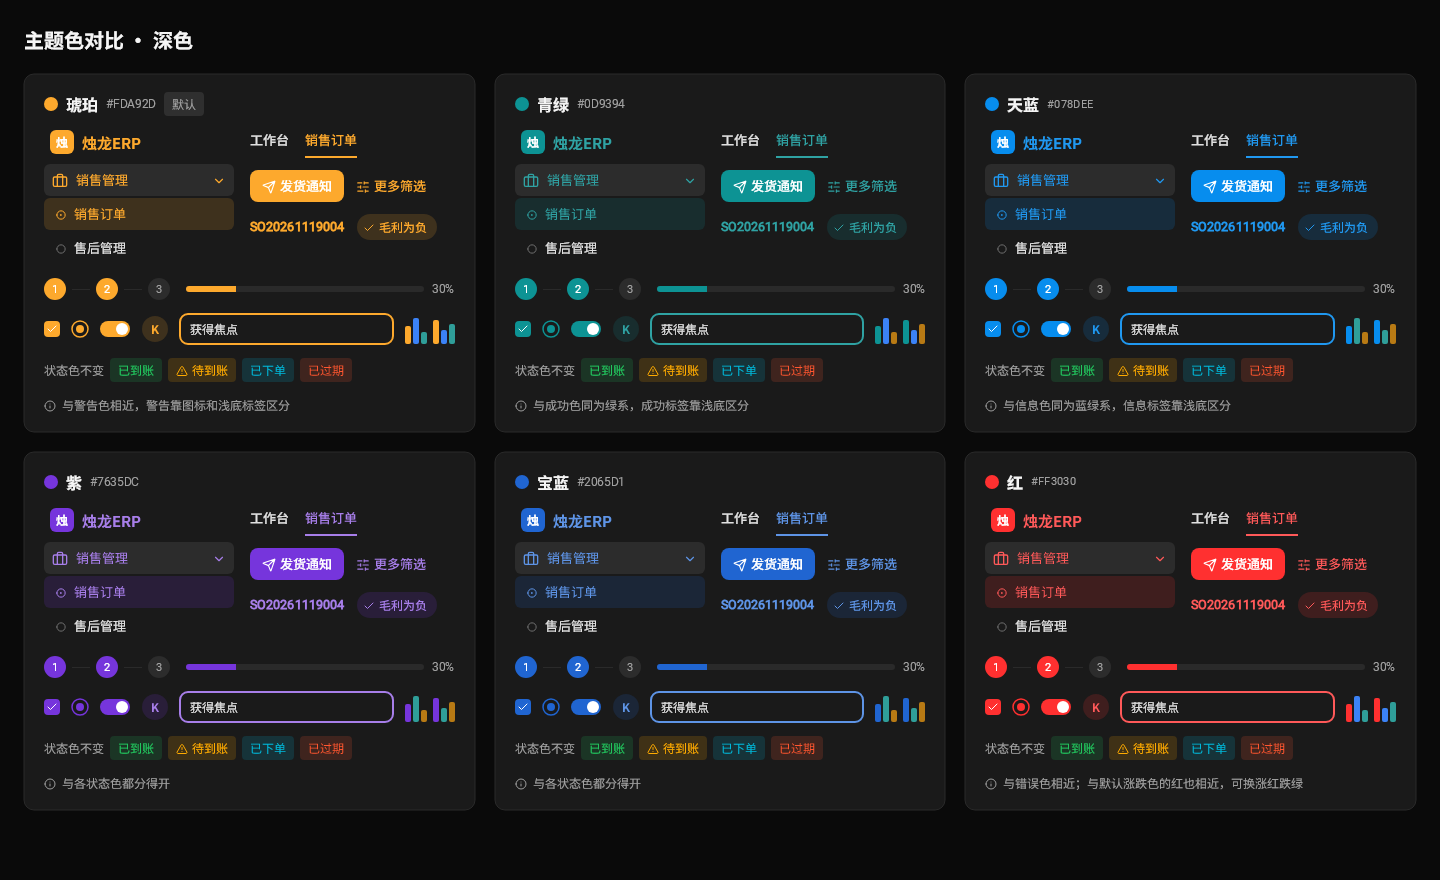 主题色对比 · 深色
琥珀 #FDA92D 默认
烛 烛龙ERP 工作台 销售订单
销售管理 发货通知 更多筛选
销售订单 SO20261119004 毛利为负
售后管理
1 2 3 30%
K 获得焦点
状态色不变 已到账 待到账 已下单 已过期
与警告色相近，警告靠图标和浅底标签区分
青绿 #0D9394
烛 烛龙ERP 工作台 销售订单
销售管理 发货通知 更多筛选
销售订单 SO20261119004 毛利为负
售后管理
1 2 3 30%
K 获得焦点
状态色不变 已到账 待到账 已下单 已过期
与成功色同为绿系，成功标签靠浅底区分
天蓝 #078DEE
烛 烛龙ERP 工作台 销售订单
销售管理 发货通知 更多筛选
销售订单 SO20261119004 毛利为负
售后管理
1 2 3 30%
K 获得焦点
状态色不变 已到账 待到账 已下单 已过期
与信息色同为蓝绿系，信息标签靠浅底区分
紫 #7635DC
烛 烛龙ERP 工作台 销售订单
销售管理 发货通知 更多筛选
销售订单 SO20261119004 毛利为负
售后管理
1 2 3 30%
K 获得焦点
状态色不变 已到账 待到账 已下单 已过期
与各状态色都分得开
宝蓝 #2065D1
烛 烛龙ERP 工作台 销售订单
销售管理 发货通知 更多筛选
销售订单 SO20261119004 毛利为负
售后管理
1 2 3 30%
K 获得焦点
状态色不变 已到账 待到账 已下单 已过期
与各状态色都分得开
红 #FF3030
烛 烛龙ERP 工作台 销售订单
销售管理 发货通知 更多筛选
销售订单 SO20261119004 毛利为负
售后管理
1 2 3 30%
K 获得焦点
状态色不变 已到账 待到账 已下单 已过期
与错误色相近；与默认涨跌色的红也相近，可换涨红跌绿